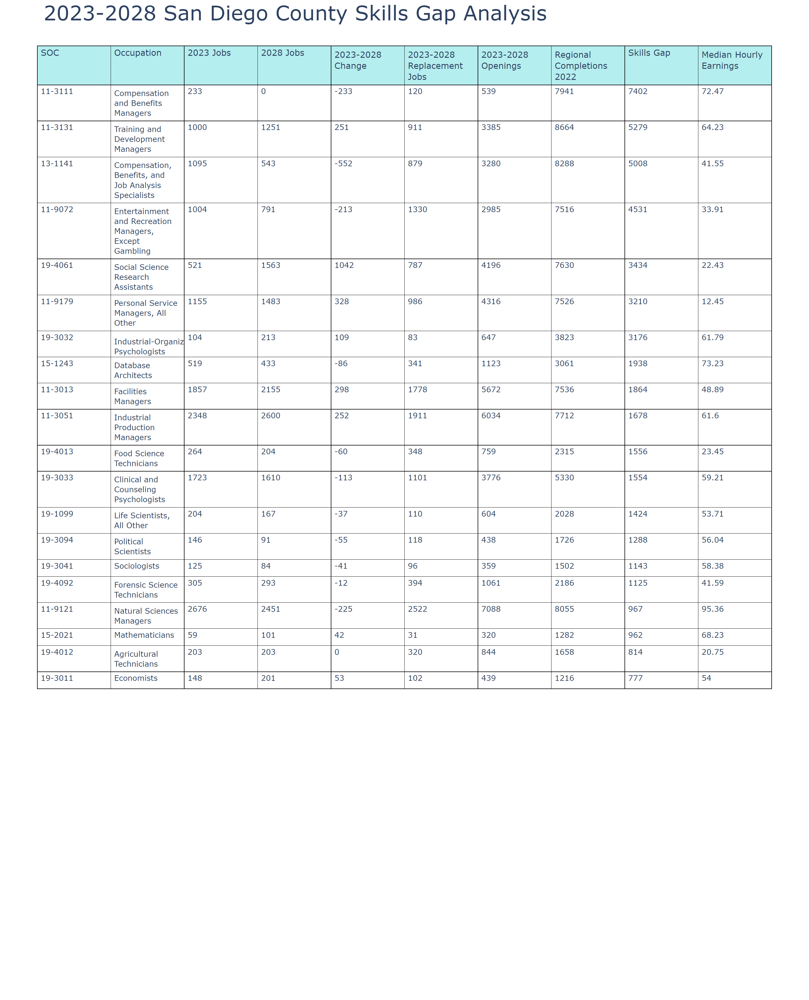 2023-2028 San Diego County Skills Gap Analysis
SOC Occupation 2023 Jobs 2028 Jobs 2023-2028 Change 2023-2028 Replacement Jobs 2023-2028 Openings Regional Completions 2022 Skills Gap Median Hourly Earnings
11-3111 Compensation and Benefits Managers 233 0 -233 120 539 7941 7402 72.47
11-3131 Training and Development Managers 1000 1251 251 911 3385 8664 5279 64.23
13-1141 Compensation, Benefits, and Job Analysis Specialists 1095 543 -552 879 3280 8288 5008 41.55
11-9072 Entertainment and Recreation Managers, Except Gambling 1004 791 -213 1330 2985 7516 4531 33.91
19-4061 Social Science Research Assistants 521 1563 1042 787 4196 7630 3434 22.43
11-9179 Personal Service Managers, All Other 1155 1483 328 986 4316 7526 3210 12.45
19-3032 Industrial-Organiz Psychologists 104 213 109 83 647 3823 3176 61.79
15-1243 Database Architects 519 433 -86 341 1123 3061 1938 73.23
11-3013 Facilities Managers 1857 2155 298 1778 5672 7536 1864 48.89
11-3051 Industrial Production Managers 2348 2600 252 1911 6034 7712 1678 61.6
19-4013 Food Science Technicians 264 204 -60 348 759 2315 1556 23.45
19-3033 Clinical and Counseling Psychologists 1723 1610 -113 1101 3776 5330 1554 59.21
19-1099 Life Scientists, All Other 204 167 -37 110 604 2028 1424 53.71
19-3094 Political Scientists 146 91 -55 118 438 1726 1288 56.04
19-3041 Sociologists 125 84 -41 96 359 1502 1143 58.38
19-4092 Forensic Science Technicians 305 293 -12 394 1061 2186 1125 41.59
11-9121 Natural Sciences Managers 2676 2451 -225 2522 7088 8055 967 95.36
15-2021 Mathematicians 59 101 42 31 320 1282 962 68.23
19-4012 Agricultural Technicians 203 203 0 320 844 1658 814 20.75
19-3011 Economists 148 201 53 102 439 1216 777 54